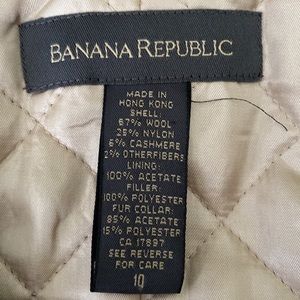 BANANA REPUBLIC
MADE IN
HONG KONG
SHELL:
67% WOOL
25% NYLON
6% CASHMERE
2% OTHERFIBERS
LINING:
100% ACETATE
FILLER:
100% POLYESTER
FUR COLLAR:
85% ACETATE
15% POLYESTER
CA 17897
SEE REVERSE
FOR CARE
10